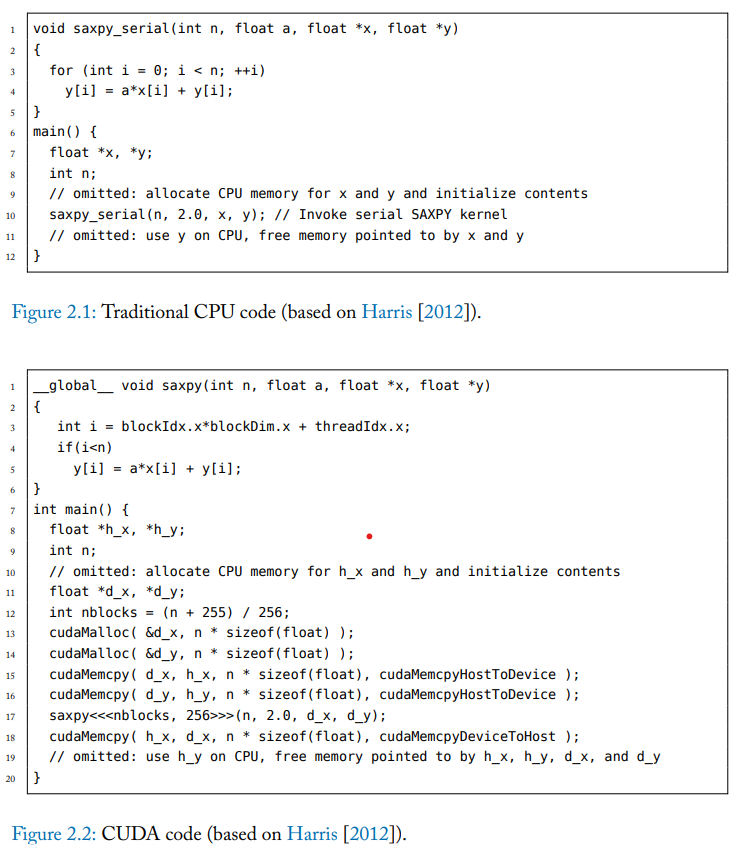 1 void saxpy_serial(int n, float a, float *x, float *y)
2 {
3   for (int i = 0; i < n; ++i)
4     y[i] = a*x[i] + y[i];
5 }
6 main() {
7   float *x, *y;
8   int n;
9   // omitted: allocate CPU memory for x and y and initialize contents
10   saxpy_serial(n, 2.0, x, y); // Invoke serial SAXPY kernel
11   // omitted: use y on CPU, free memory pointed to by x and y
12 }
Figure 2.1: Traditional CPU code (based on Harris [2012]).
1 __global__ void saxpy(int n, float a, float *x, float *y)
2 {
3    int i = blockIdx.x*blockDim.x + threadIdx.x;
4    if(i<n)
5      y[i] = a*x[i] + y[i];
6 }
7 int main() {
8   float *h_x, *h_y;
9   int n;
10   // omitted: allocate CPU memory for h_x and h_y and initialize contents
11   float *d_x, *d_y;
12   int nblocks = (n + 255) / 256;
13   cudaMalloc( &d_x, n * sizeof(float) );
14   cudaMalloc( &d_y, n * sizeof(float) );
15   cudaMemcpy( d_x, h_x, n * sizeof(float), cudaMemcpyHostToDevice );
16   cudaMemcpy( d_y, h_y, n * sizeof(float), cudaMemcpyHostToDevice );
17   saxpy<<<nblocks, 256>>>(n, 2.0, d_x, d_y);
18   cudaMemcpy( h_x, d_x, n * sizeof(float), cudaMemcpyDeviceToHost );
19   // omitted: use h_y on CPU, free memory pointed to by h_x, h_y, d_x, and d_y
20 }
Figure 2.2: CUDA code (based on Harris [2012]).